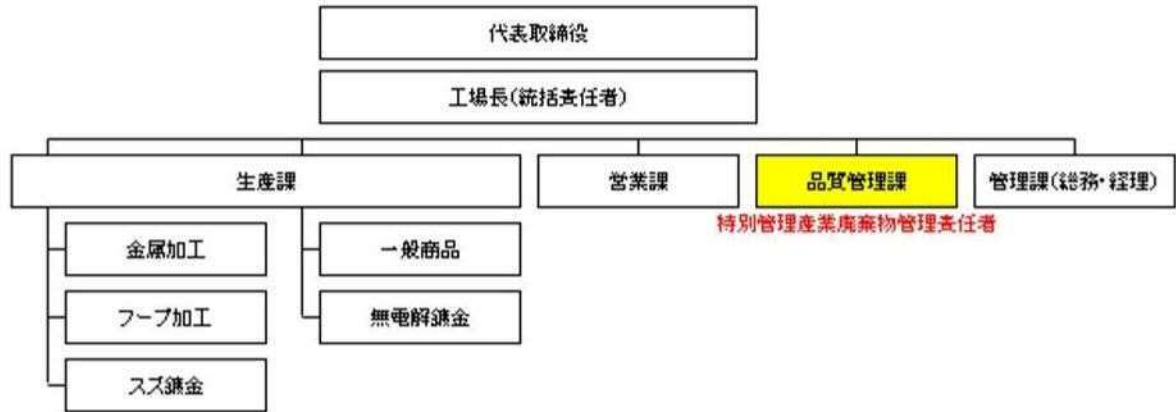 代表取締役
工場長(統括責任者)
生産課
営業課
品質管理課
管理課(総務・経理)
特別管理産業廃棄物管理責任者
金属加工
一般商品
フープ加工
無電解鍍金
スズ鍍金